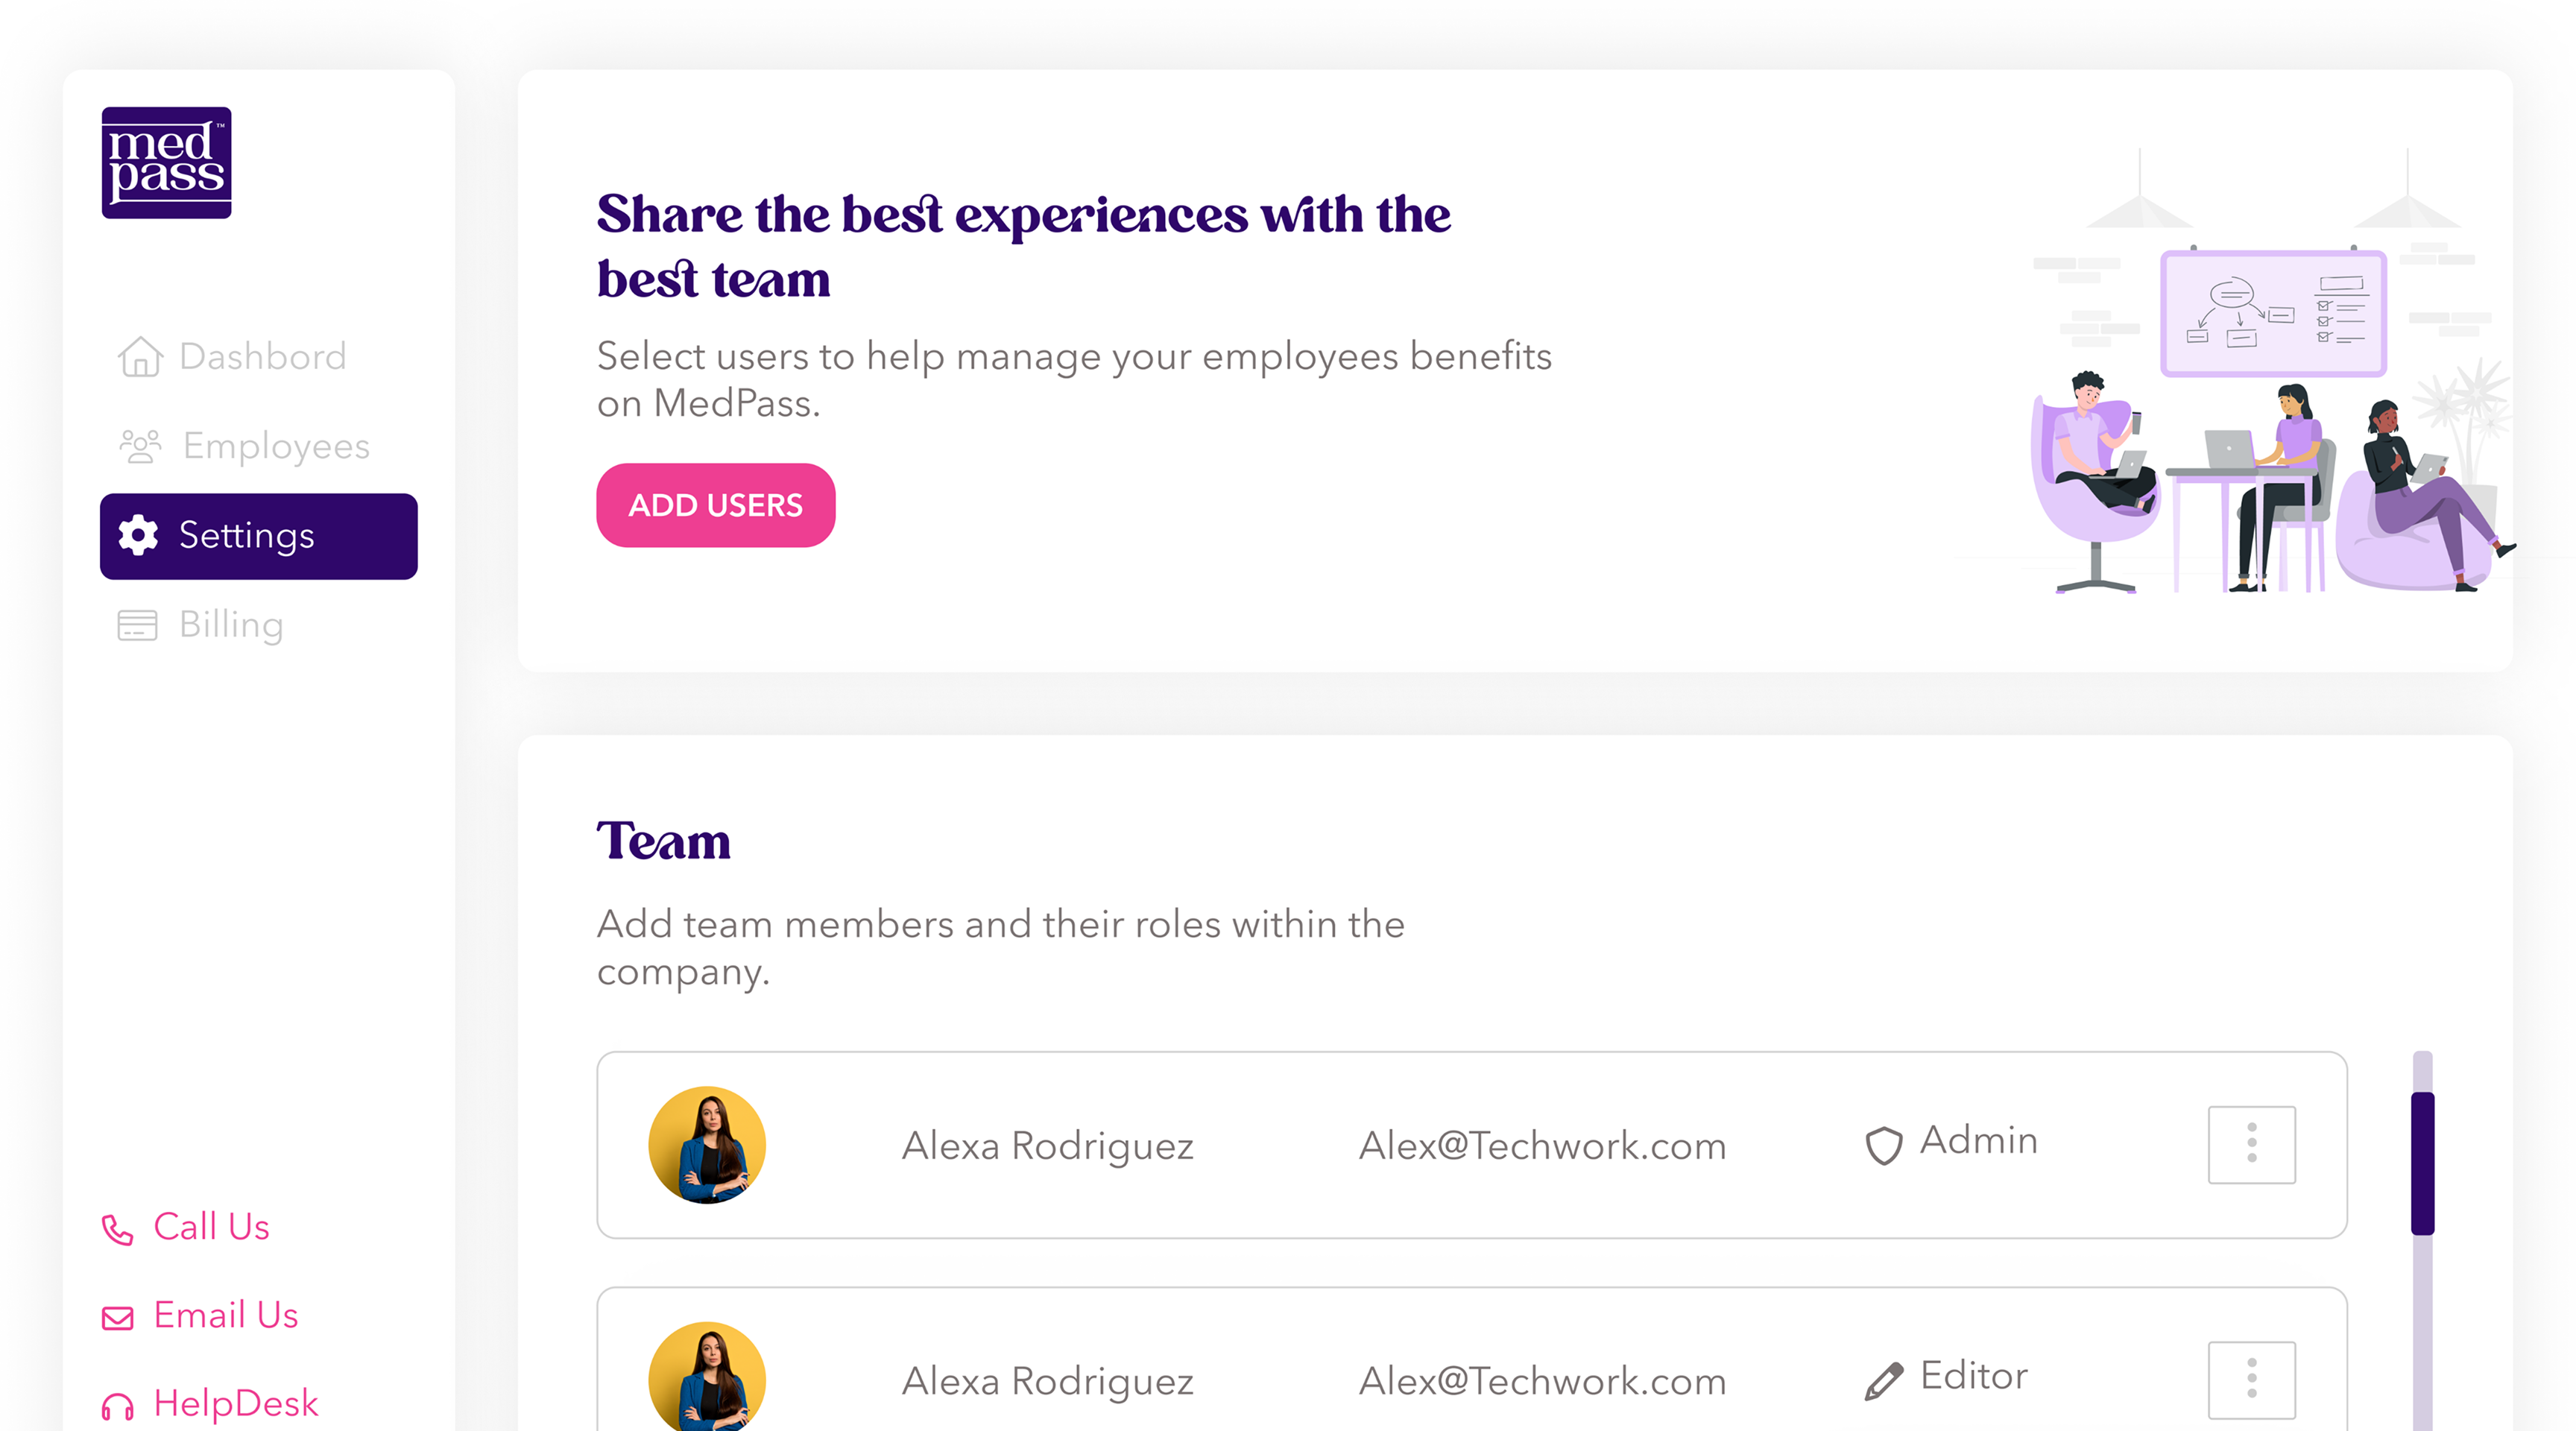 med™
pass
Dashbord
Employees
Settings
Billing
Call Us
Email Us
HelpDesk
Share the best experiences with the
best team
Select users to help manage your employees benefits
on MedPass.
ADD USERS
Team
Add team members and their roles within the
company.
Alexa Rodriguez Alex@Techwork.com Admin
Alexa Rodriguez Alex@Techwork.com Editor